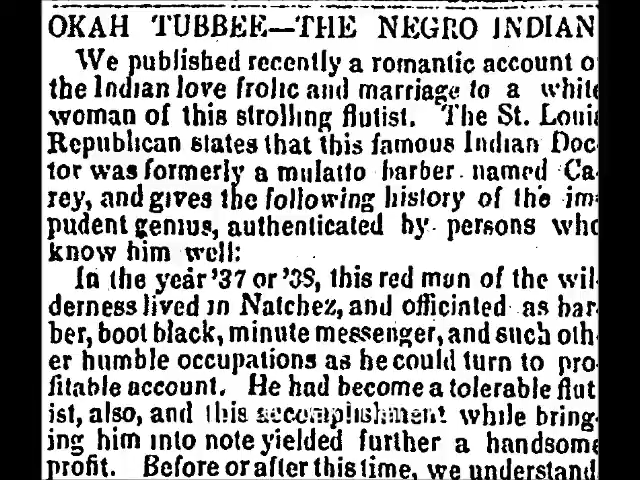 OKAH TUBBEE—THE NEGRO INDIAN
We published recently a romantic account o
the Indian love frolic and marriage to a white
woman of this strolling flutist. The St. Loui
Republican states that this famous Indian Doc-
tor was formerly a mulatto barber named Ca-
rey, and gives the following history of the im-
pudent genius, authenticated by persons who
know him well:
In the year '37 or '38, this red man of the wil-
derness lived in Natchez, and officiated as bar-
ber, boot black, minute messenger, and such oth-
er humble occupations as he could turn to pro-
fitable account. He had become a tolerable flut
ist, also, and this accomplishment while bring-
ing him into note yielded further a handsome
profit. Before or after this time, we understand